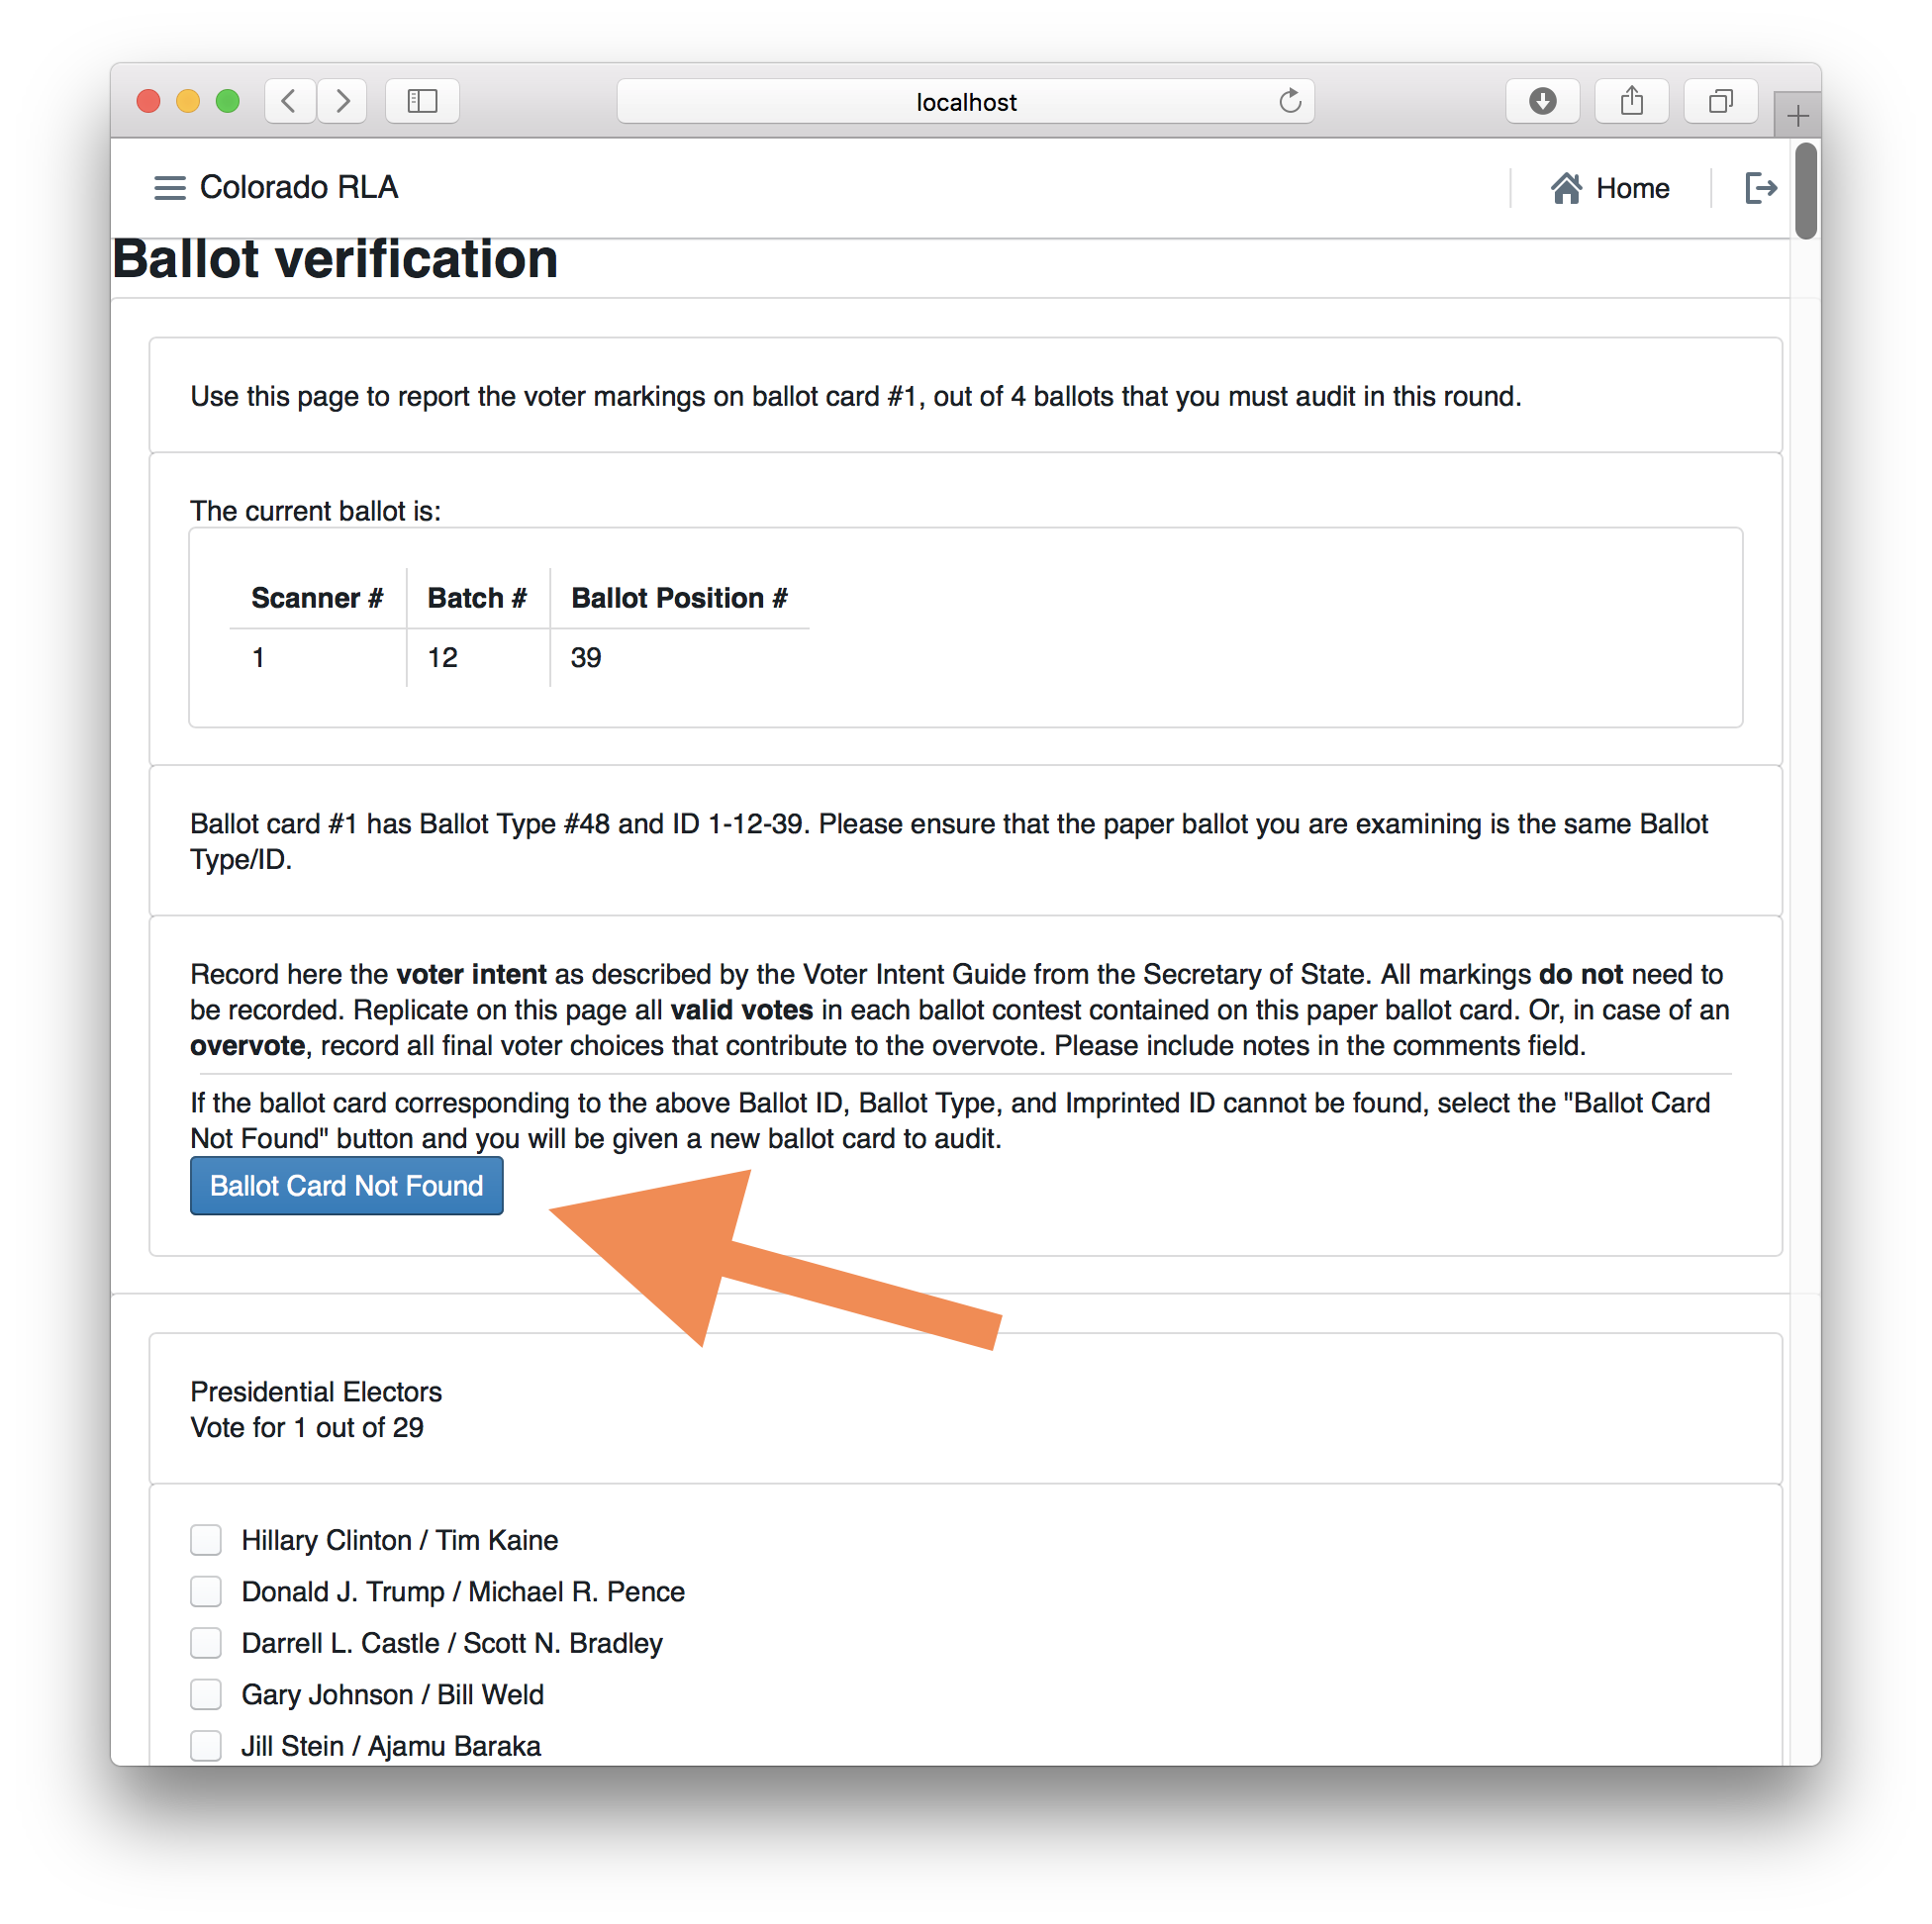 localhost
Colorado RLA
Home
Ballot verification
Use this page to report the voter markings on ballot card #1, out of 4 ballots that you must audit in this round.
The current ballot is:
Scanner # Batch # Ballot Position #
1 12 39
Ballot card #1 has Ballot Type #48 and ID 1-12-39. Please ensure that the paper ballot you are examining is the same Ballot
Type/ID.
Record here the voter intent as described by the Voter Intent Guide from the Secretary of State. All markings do not need to
be recorded. Replicate on this page all valid votes in each ballot contest contained on this paper ballot card. Or, in case of an
overvote, record all final voter choices that contribute to the overvote. Please include notes in the comments field.
If the ballot card corresponding to the above Ballot ID, Ballot Type, and Imprinted ID cannot be found, select the "Ballot Card
Not Found" button and you will be given a new ballot card to audit.
Ballot Card Not Found
Presidential Electors
Vote for 1 out of 29
Hillary Clinton / Tim Kaine
Donald J. Trump / Michael R. Pence
Darrell L. Castle / Scott N. Bradley
Gary Johnson / Bill Weld
Jill Stein / Ajamu Baraka